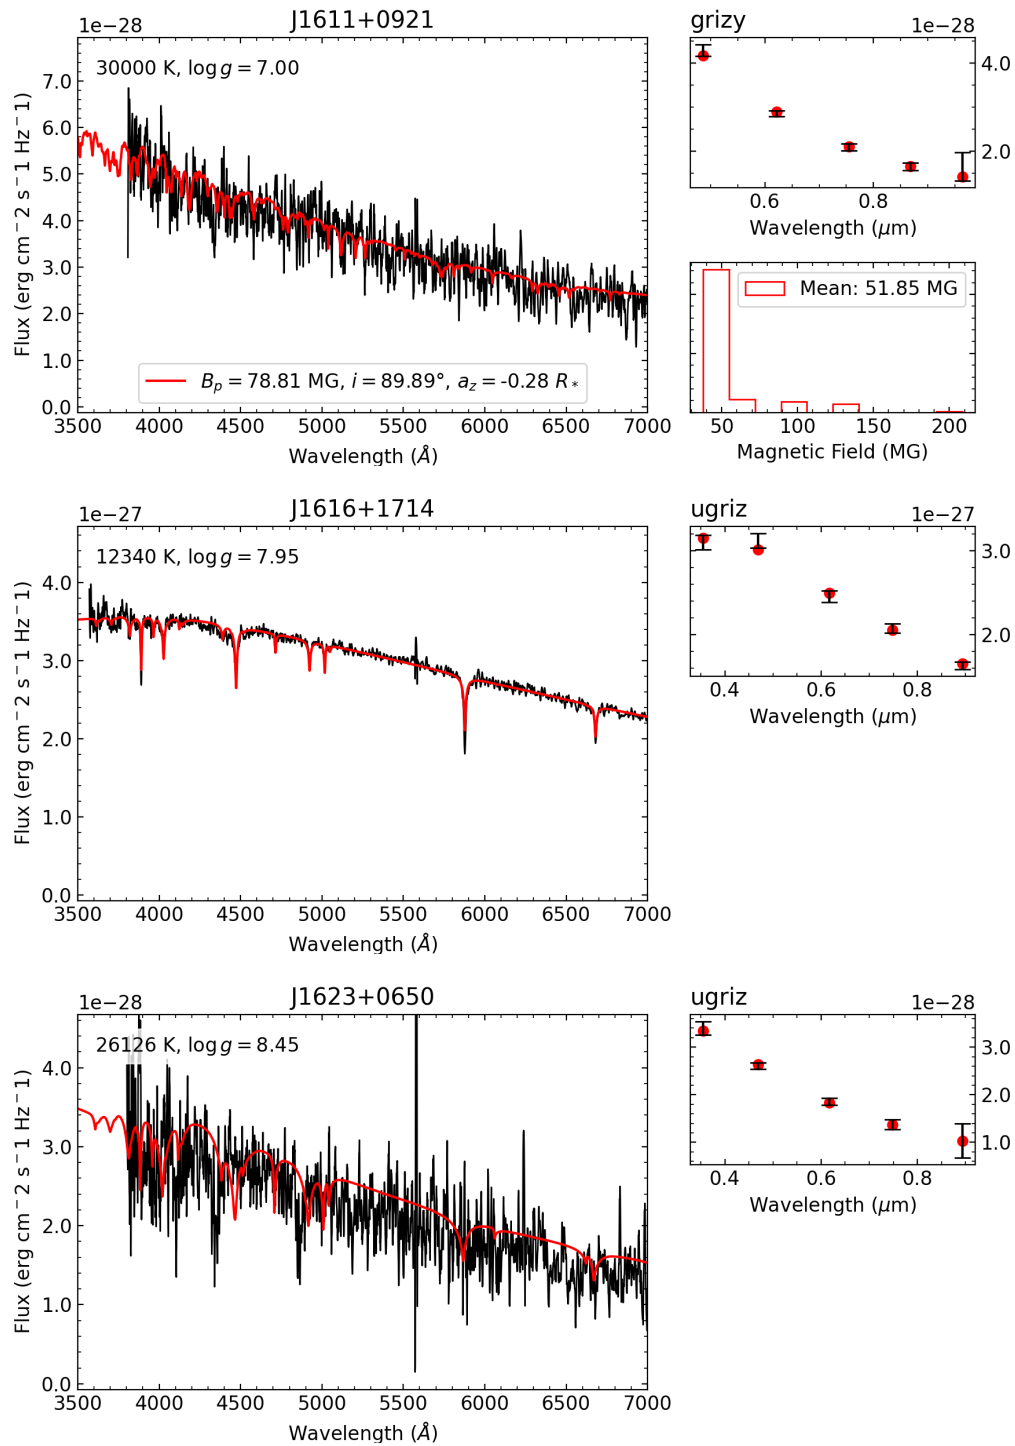 J1611+0921
1e−28
30000 K, log g = 7.00
7.0
6.0
5.0
4.0
3.0
2.0
1.0
0.0
Flux (erg cm−2 s−1 Hz−1)
B_p = 78.81 MG, i = 89.89°, a_z = -0.28 R_*
3500 4000 4500 5000 5500 6000 6500 7000
Wavelength (Å)
grizy
1e−28
4.0
2.0
0.6 0.8
Wavelength (μm)
Mean: 51.85 MG
50 100 150 200
Magnetic Field (MG)
J1616+1714
1e−27
12340 K, log g = 7.95
4.0
3.0
2.0
1.0
0.0
Flux (erg cm−2 s−1 Hz−1)
3500 4000 4500 5000 5500 6000 6500 7000
Wavelength (Å)
ugriz
1e−27
3.0
2.0
0.4 0.6 0.8
Wavelength (μm)
J1623+0650
1e−28
26126 K, log g = 8.45
4.0
3.0
2.0
1.0
0.0
Flux (erg cm−2 s−1 Hz−1)
3500 4000 4500 5000 5500 6000 6500 7000
Wavelength (Å)
ugriz
1e−28
3.0
2.0
1.0
0.4 0.6 0.8
Wavelength (μm)